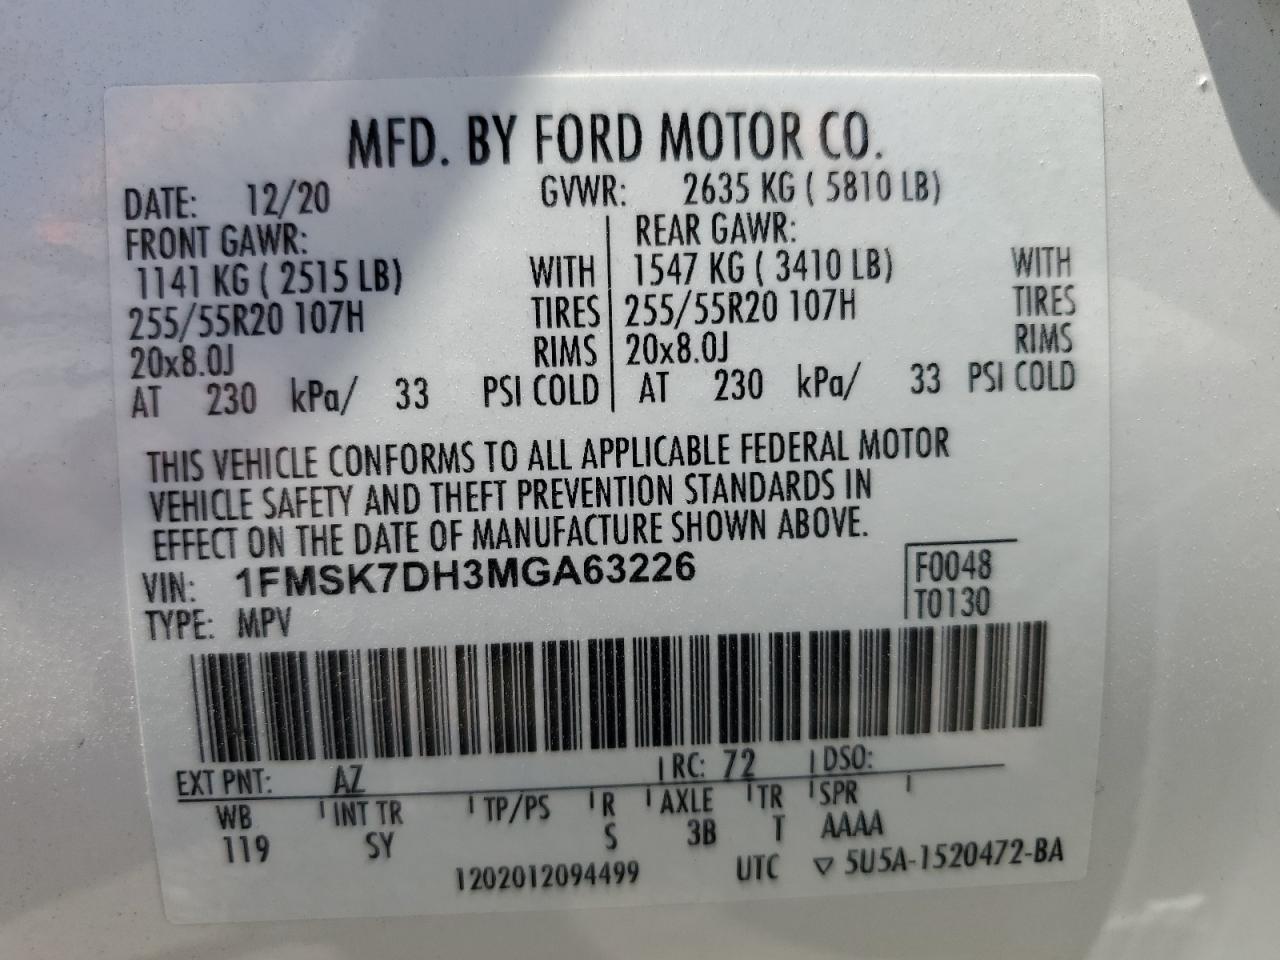 MFD. BY FORD MOTOR CO.
DATE: 12/20 GVWR: 2635 KG ( 5810 LB)
FRONT GAWR: REAR GAWR:
1141 KG ( 2515 LB) WITH 1547 KG ( 3410 LB) WITH
255/55R20 107H TIRES 255/55R20 107H TIRES
20x8.0J RIMS 20x8.0J RIMS
AT 230 kPa/ 33 PSI COLD AT 230 kPa/ 33 PSI COLD
THIS VEHICLE CONFORMS TO ALL APPLICABLE FEDERAL MOTOR
VEHICLE SAFETY AND THEFT PREVENTION STANDARDS IN
EFFECT ON THE DATE OF MANUFACTURE SHOWN ABOVE.
VIN: 1FMSK7DH3MGA63226 F0048
TYPE: MPV T0130
EXT PNT: AZ RC: 72 DSO:
WB INT TR TP/PS R AXLE TR SPR
119 SY S 3B T AAAA
1202012094499 UTC ▽ 5U5A-1520472-BA